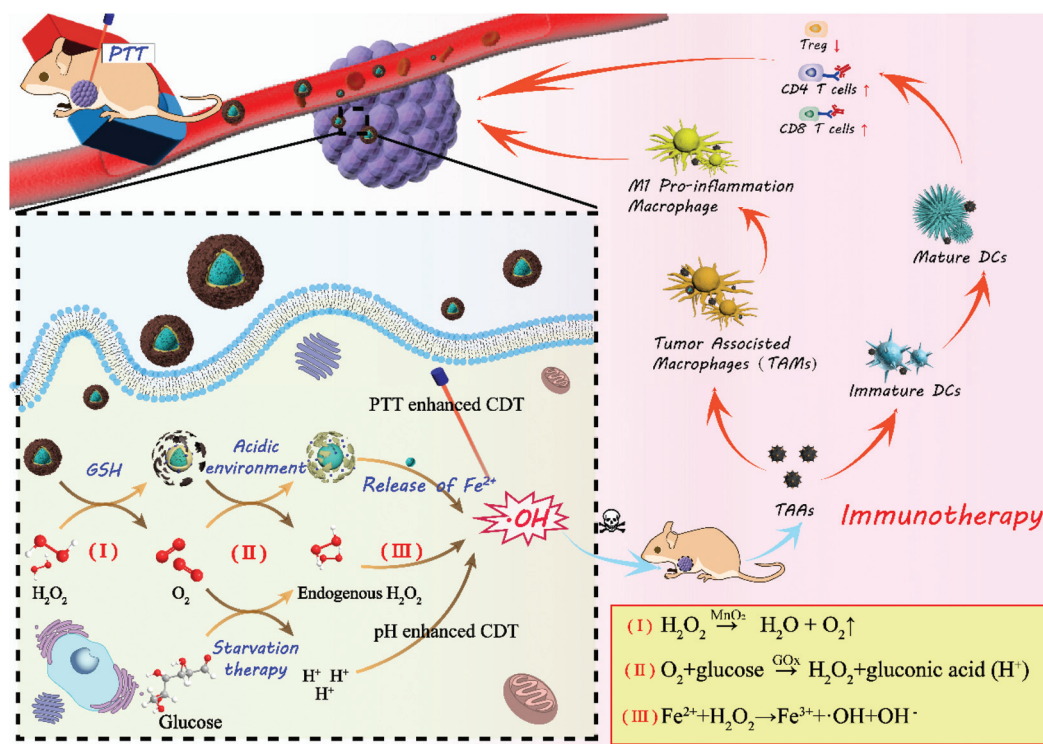 PTT
Treg ↓
CD4 T cells ↑
CD8 T cells ↑
M1 Pro-inflammation
Macrophage
Mature DCs
Tumor Associsted
Macrophages (TAMs)
Immature DCs
TAAs
Immunotherapy
PTT enhanced CDT
GSH
Acidic
environment
Release of Fe²⁺
·OH
(I)
(II)
(III)
H₂O₂
O₂
Endogenous H₂O₂
pH enhanced CDT
Starvation
therapy
H⁺ H⁺
H⁺
Glucose
(I) H₂O₂ →(MnO₂) H₂O + O₂↑
(II) O₂+glucose →(GOx) H₂O₂+gluconic acid (H⁺)
(III) Fe²⁺+H₂O₂→Fe³⁺+·OH+OH⁻